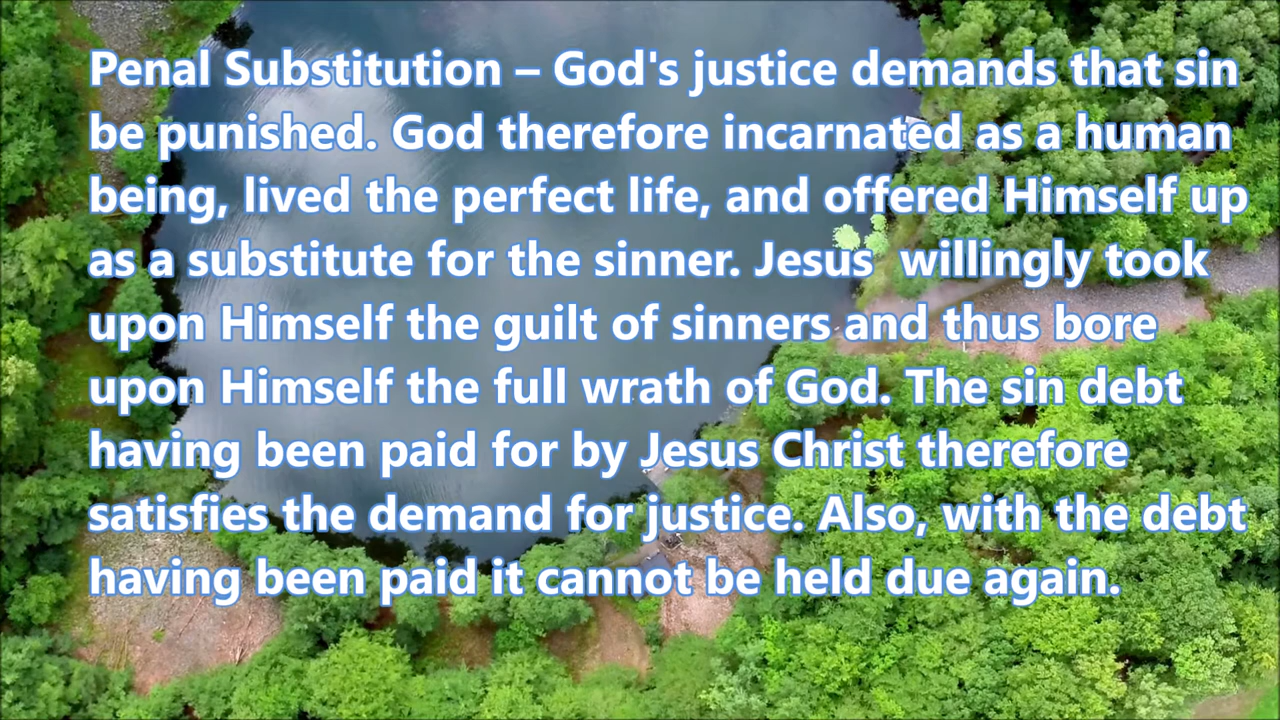 Penal Substitution – God's justice demands that sin
be punished. God therefore incarnated as a human
being, lived the perfect life, and offered Himself up
as a substitute for the sinner. Jesus  willingly took
upon Himself the guilt of sinners and thus bore
upon Himself the full wrath of God. The sin debt
having been paid for by Jesus Christ therefore
satisfies the demand for justice. Also, with the debt
having been paid it cannot be held due again.